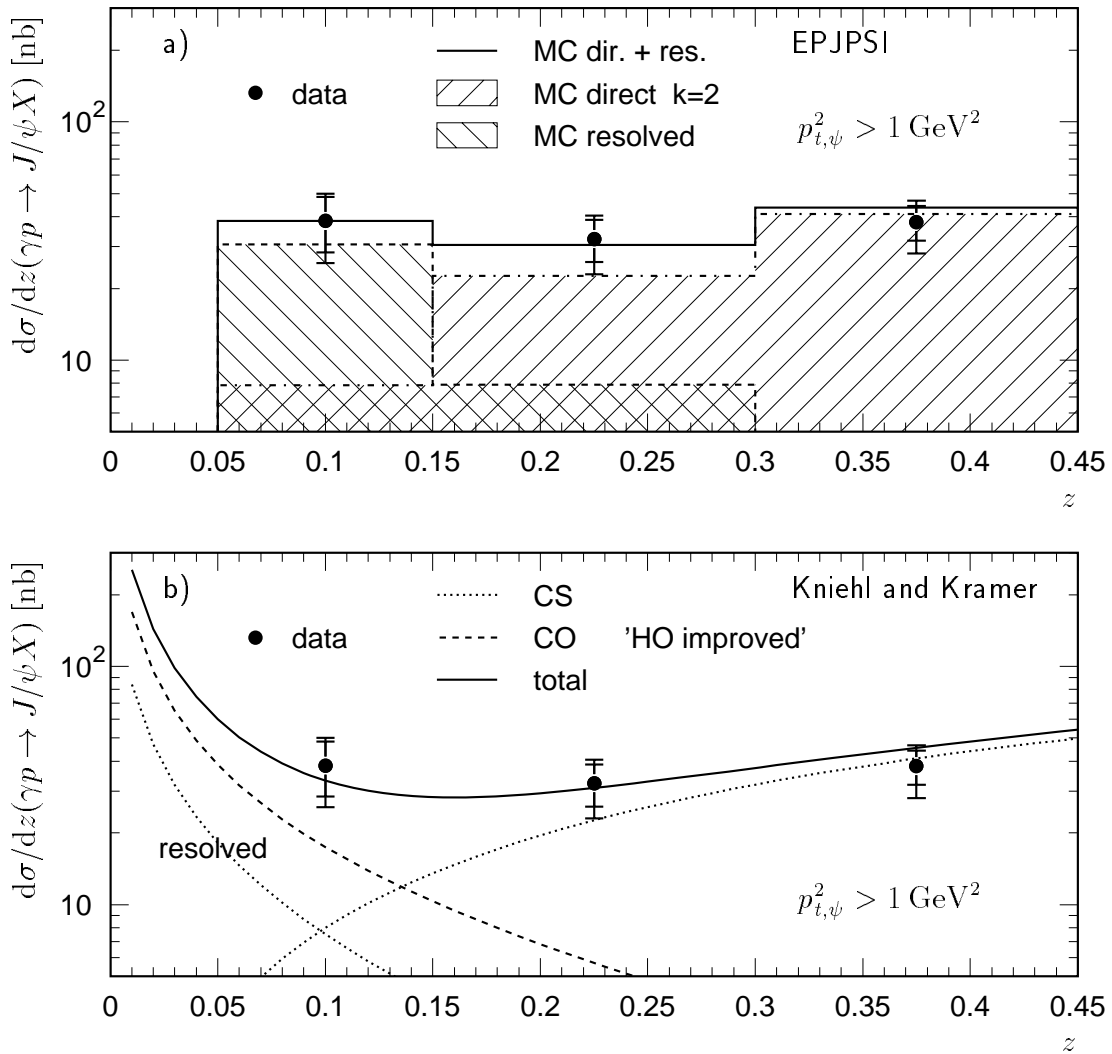 a)
MC dir. + res.
EPJPSI
data
MC direct k=2
MC resolved
p²t,ψ > 1 GeV²
dσ/dz(γp → J/ψ X) [nb]
10²
10
0 0.05 0.1 0.15 0.2 0.25 0.3 0.35 0.4 0.45
z
b)
CS
Kniehl and Kramer
data
CO 'HO improved'
total
resolved
p²t,ψ > 1 GeV²
dσ/dz(γp → J/ψ X) [nb]
10²
10
0 0.05 0.1 0.15 0.2 0.25 0.3 0.35 0.4 0.45
z